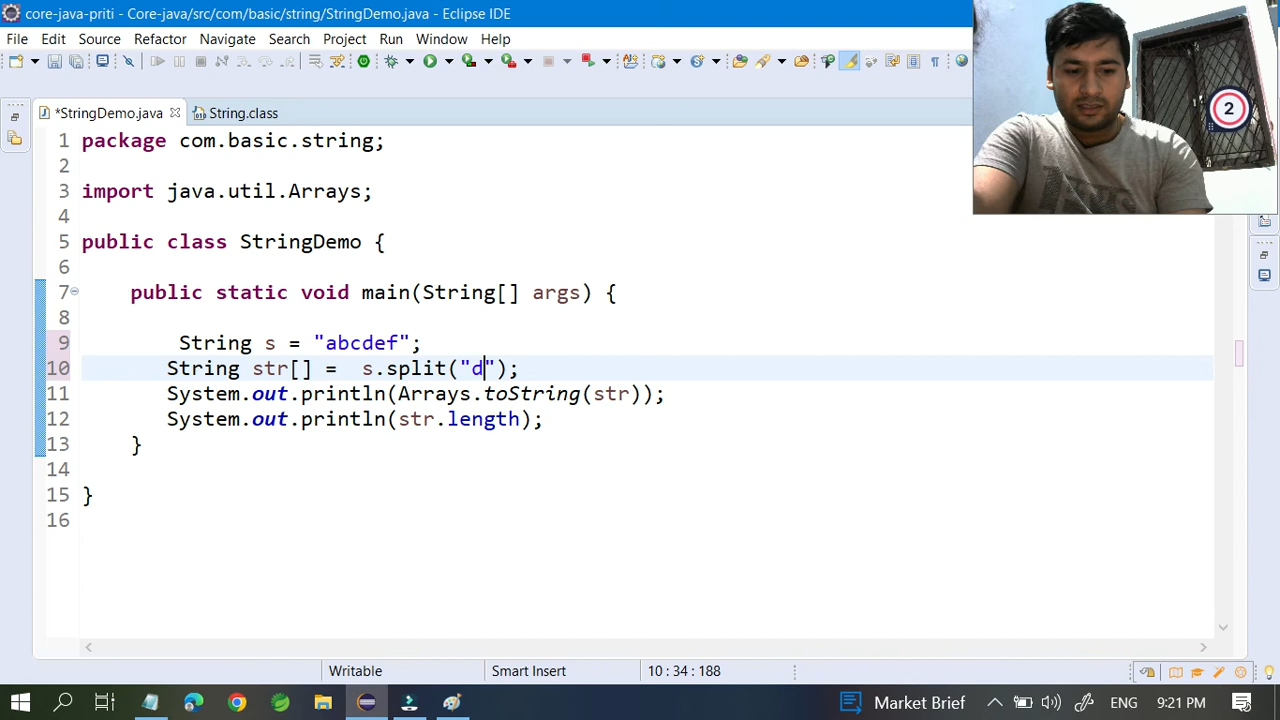 core-java-priti - Core-java/src/com/basic/string/StringDemo.java - Eclipse IDE
File Edit Source Refactor Navigate Search Project Run Window Help
*StringDemo.java String.class
1 package com.basic.string;
2
3 import java.util.Arrays;
4
5 public class StringDemo {
6
7 public static void main(String[] args) {
8
9 String s = "abcdef";
10 String str[] = s.split("d");
11 System.out.println(Arrays.toString(str));
12 System.out.println(str.length);
13 }
14
15 }
16
2
Writable Smart Insert 10 : 34 : 188
Market Brief ENG 9:21 PM